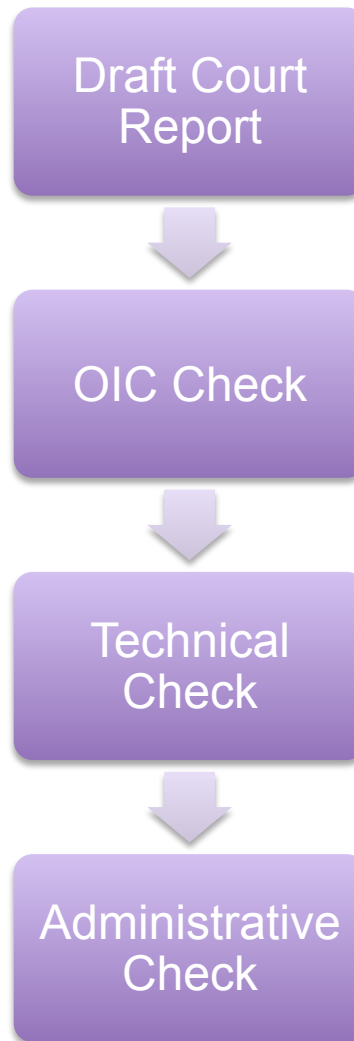 Draft Court
Report
OIC Check
Technical
Check
Administrative
Check